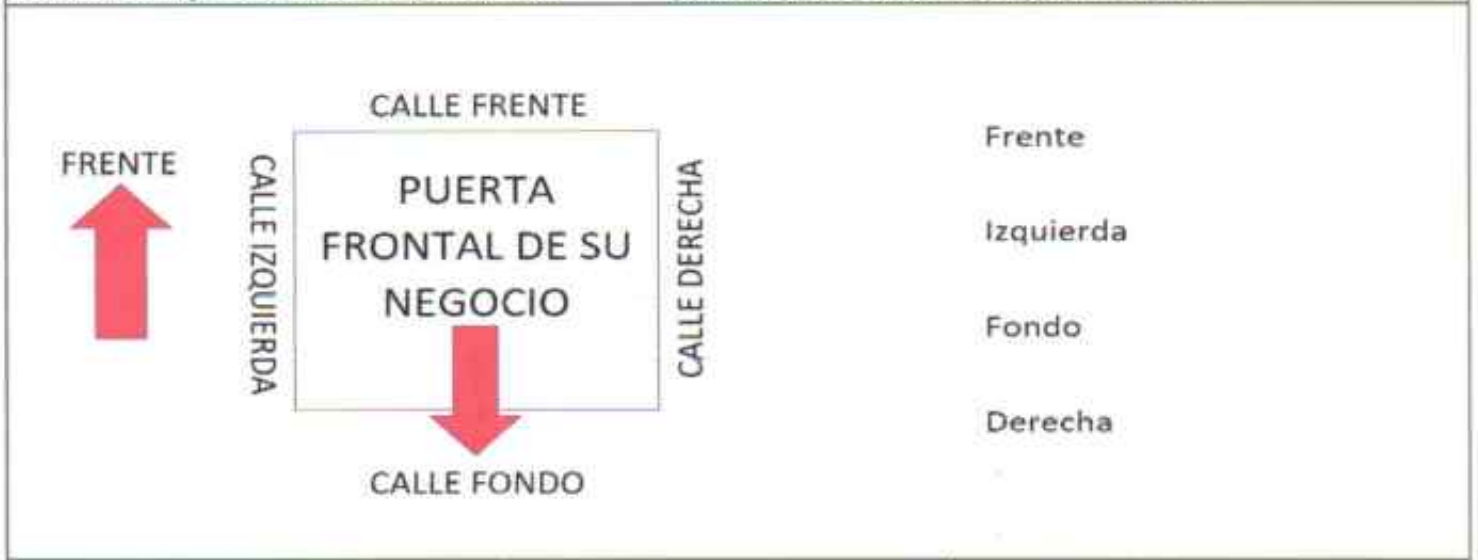 CALLE FRENTE
FRENTE
CALLE IZQUIERDA
PUERTA
FRONTAL DE SU
NEGOCIO
CALLE DERECHA
CALLE FONDO
Frente
Izquierda
Fondo
Derecha